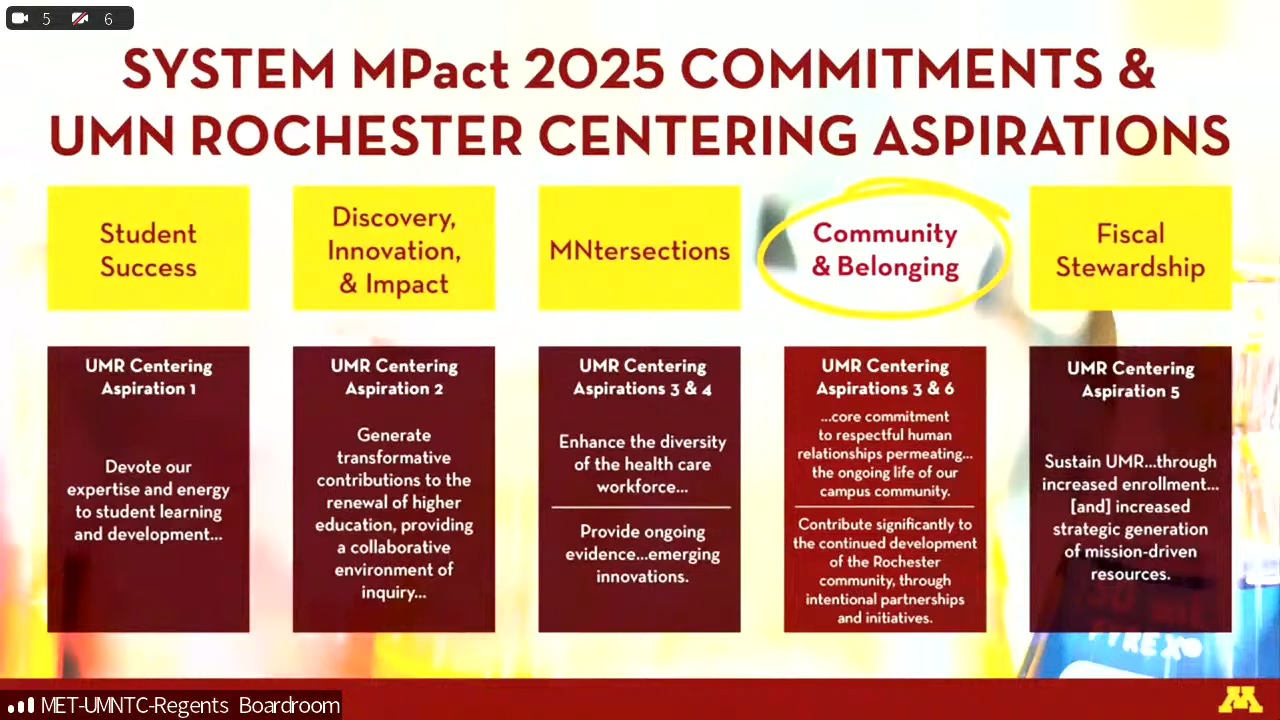 5 6
SYSTEM MPact 2025 COMMITMENTS &
UMN ROCHESTER CENTERING ASPIRATIONS
Student
Success
Discovery,
Innovation,
& Impact
MNtersections
Community
& Belonging
Fiscal
Stewardship
UMR Centering
Aspiration 1
Devote our
expertise and energy
to student learning
and development...
UMR Centering
Aspiration 2
Generate
transformative
contributions to the
renewal of higher
education, providing
a collaborative
environment of
inquiry...
UMR Centering
Aspirations 3 & 4
Enhance the diversity
of the health care
workforce...
Provide ongoing
evidence...emerging
innovations.
UMR Centering
Aspirations 3 & 6
...core commitment
to respectful human
relationships permeating...
the ongoing life of our
campus community.
Contribute significantly to
the continued development
of the Rochester
community, through
intentional partnerships
and initiatives.
UMR Centering
Aspiration 5
Sustain UMR...through
increased enrollment...
[and] increased
strategic generation
of mission-driven
resources.
PYREX
MET-UMNTC-Regents Boardroom
M